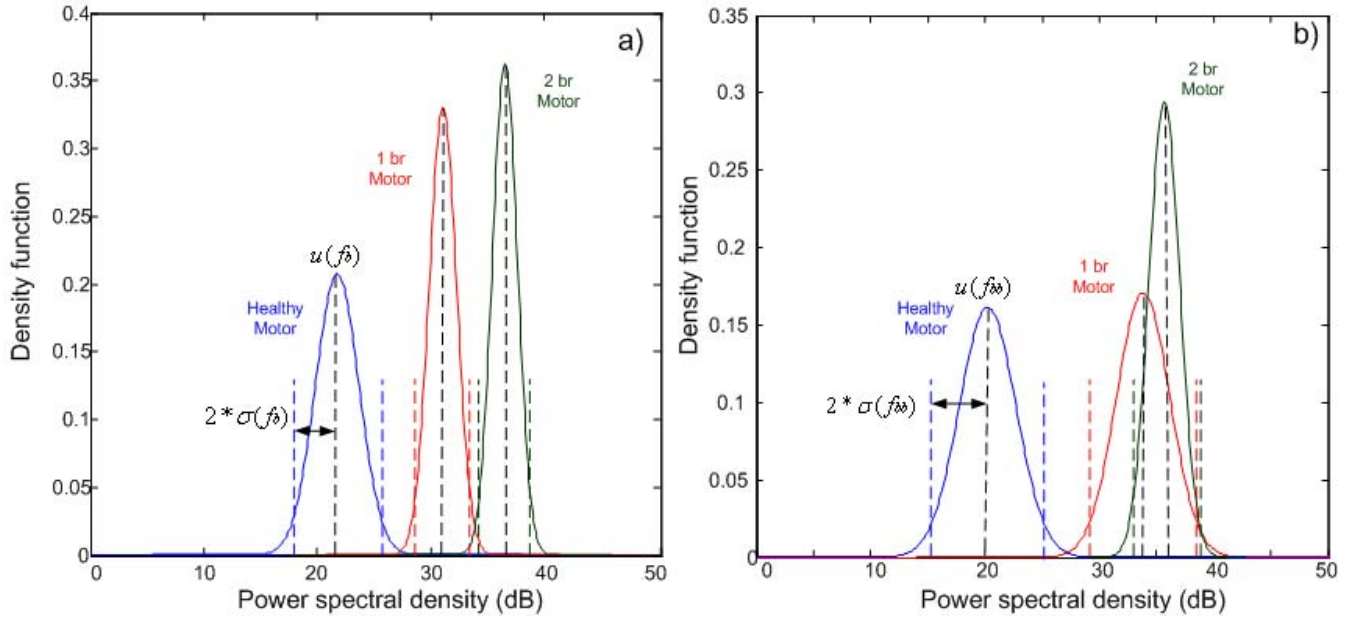 a)
0.4
0.35
0.3
0.25
0.2
0.15
0.1
0.05
0
Density function
2 br
Motor
1 br
Motor
u(fb)
Healthy
Motor
2*σ(fb)
0 20 30 40 50
Power spectral density (dB)
b)
0.35
0.3
0.25
0.2
0.15
0.1
0.05
0
Density function
2 br
Motor
1 br
Motor
u(fbb)
Healthy
Motor
2*σ(fbb)
0 10 20 30 40 50
Power spectral density (dB)